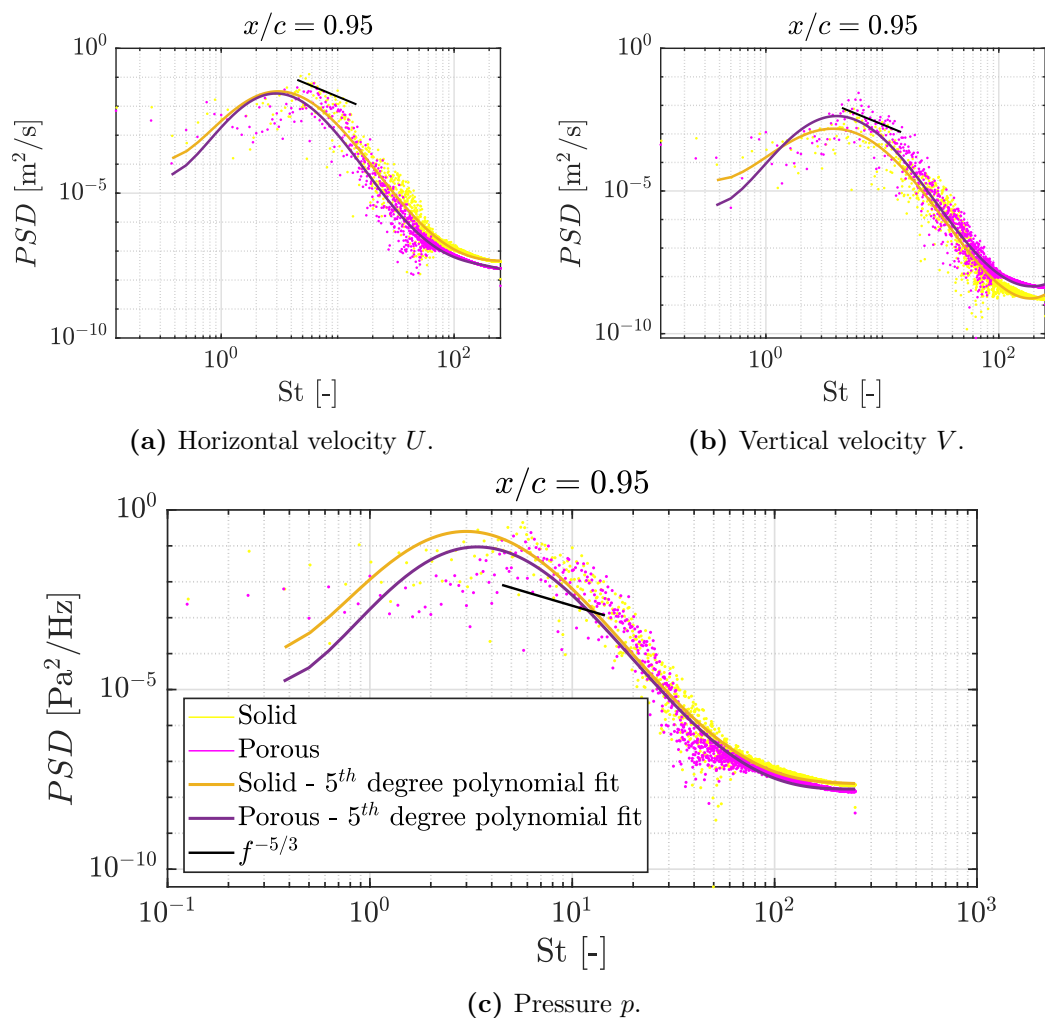 x/c = 0.95
10^0
10^-5
10^-10
PSD [m^2/s]
10^0 10^2
St [-]
(a) Horizontal velocity U.
x/c = 0.95
10^0
10^-5
10^-10
PSD [m^2/s]
10^0 10^2
St [-]
(b) Vertical velocity V.
x/c = 0.95
10^0
10^-5
10^-10
PSD [Pa^2/Hz]
Solid
Porous
Solid - 5^th degree polynomial fit
Porous - 5^th degree polynomial fit
f^-5/3
10^-1 10^0 10^1 10^2 10^3
St [-]
(c) Pressure p.